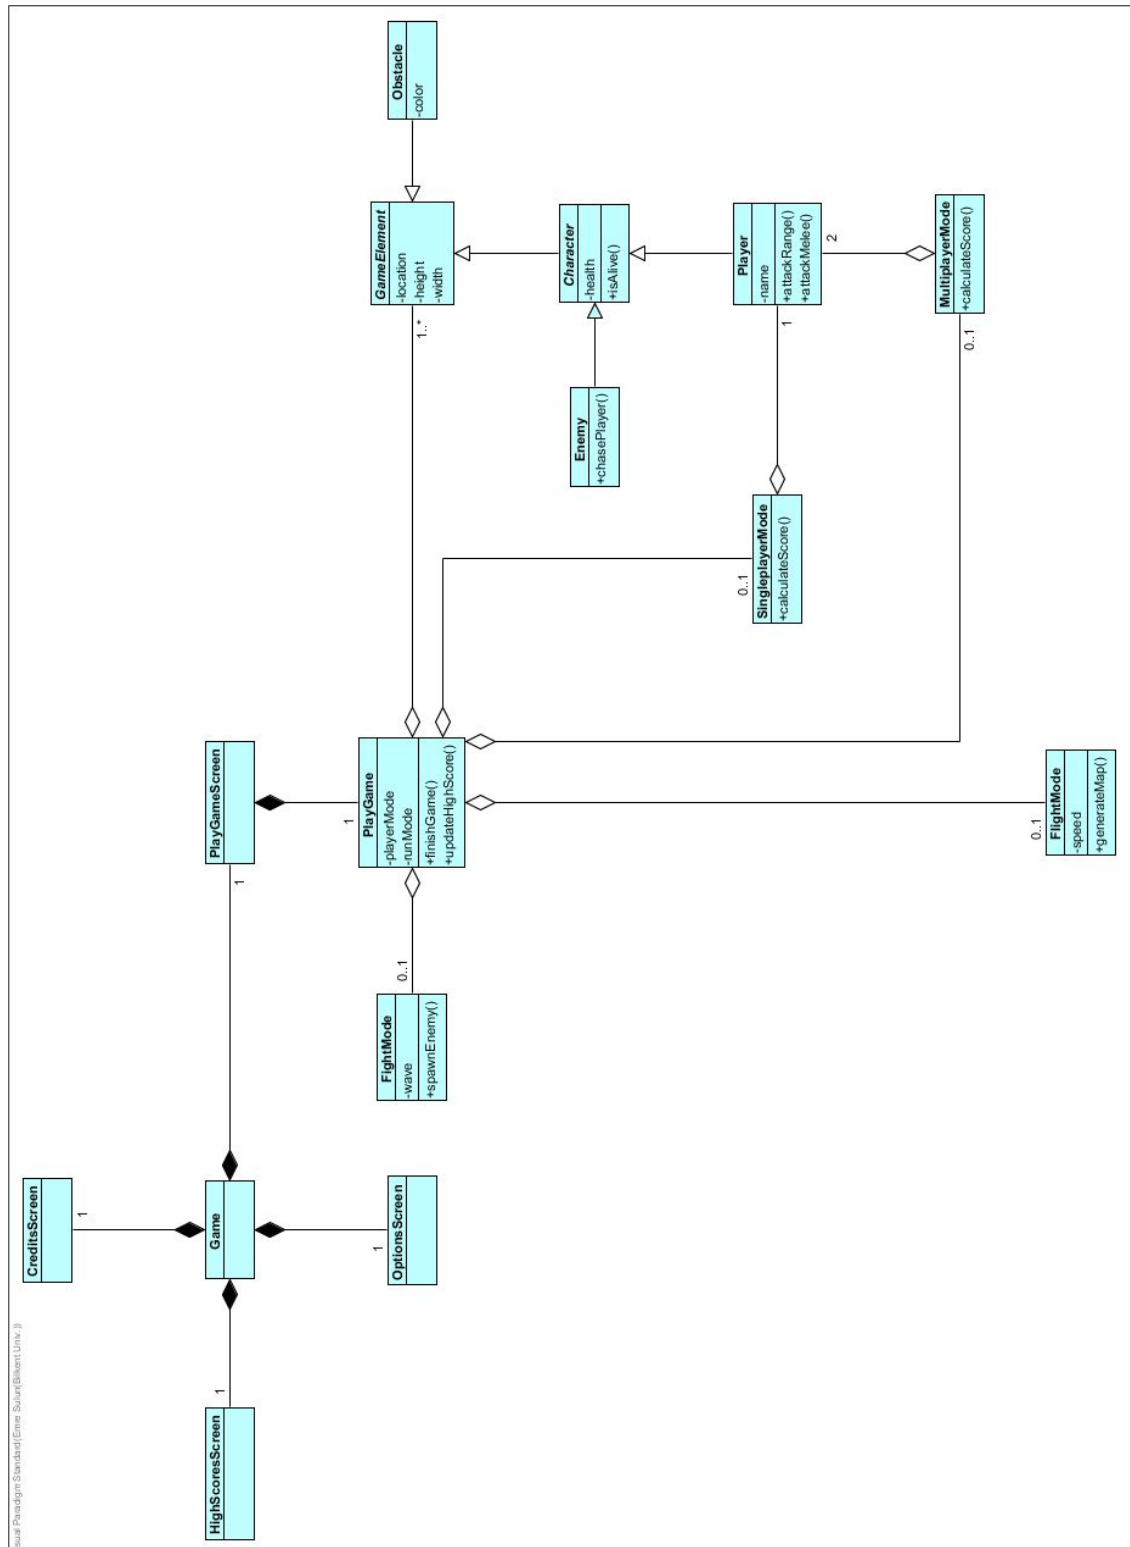 sual Paradigm Standard(Emre Sulun(Bilkent Univ.))
HighScoresScreen
1
CreditsScreen
1
Game
OptionsScreen
1
PlayGameScreen
1
PlayGame
-playerMode
-runMode
+finishGame()
+updateHighScore()
1
FightMode
-wave
+spawnEnemy()
0..1
FlightMode
-speed
+generateMap()
0..1
SingleplayerMode
+calculateScore()
0..1
Enemy
+chasePlayer()
Obstacle
-color
GameElement
-location
-height
-width
1..*
Character
-health
+isAlive()
Player
-name
+attackRange()
+attackMelee()
1
2
MultiplayerMode
+calculateScore()
0..1